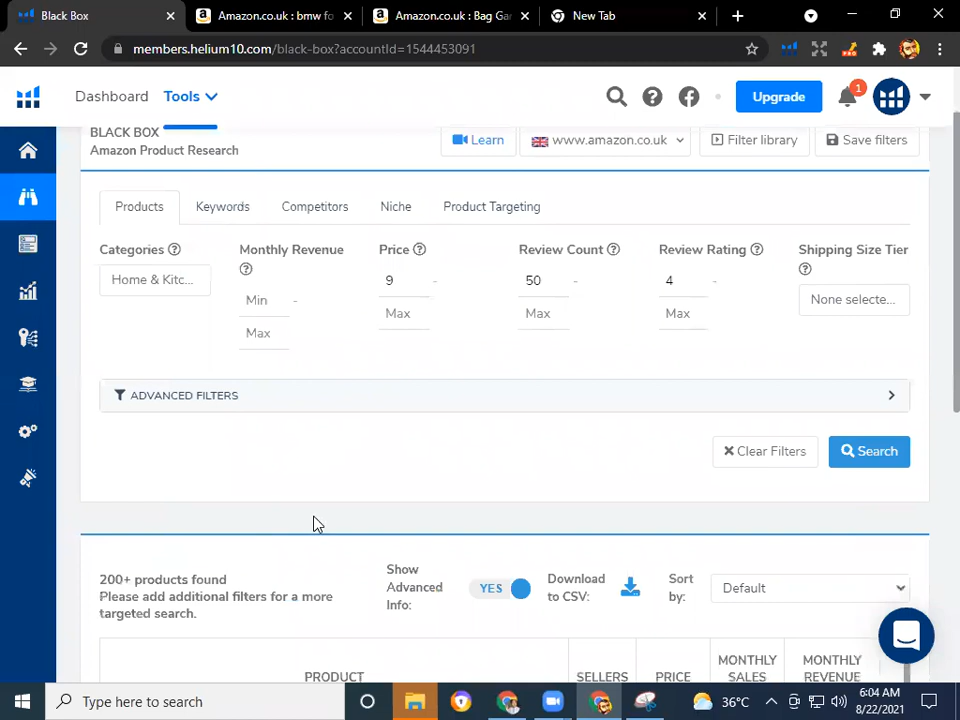 Black Box
Amazon.co.uk : bmw fo
Amazon.co.uk : Bag Ga
New Tab
members.helium10.com/black-box?accountId=1544453091
Dashboard
Tools
Upgrade
1
BLACK BOX
Amazon Product Research
Learn
www.amazon.co.uk
Filter library
Save filters
Products
Keywords
Competitors
Niche
Product Targeting
Categories
Monthly Revenue
Price
Review Count
Review Rating
Shipping Size Tier
Home & Kitc...
Min -
Max
9 -
Max
50 -
Max
4 -
Max
None selecte...
ADVANCED FILTERS
Clear Filters
Search
200+ products found
Please add additional filters for a more
targeted search.
Show
Advanced
Info:
YES
Download
to CSV:
Sort
by:
Default
PRODUCT
SELLERS
PRICE
MONTHLY
SALES
MONTHLY
REVENUE
Type here to search
36°C
6:04 AM
8/22/2021